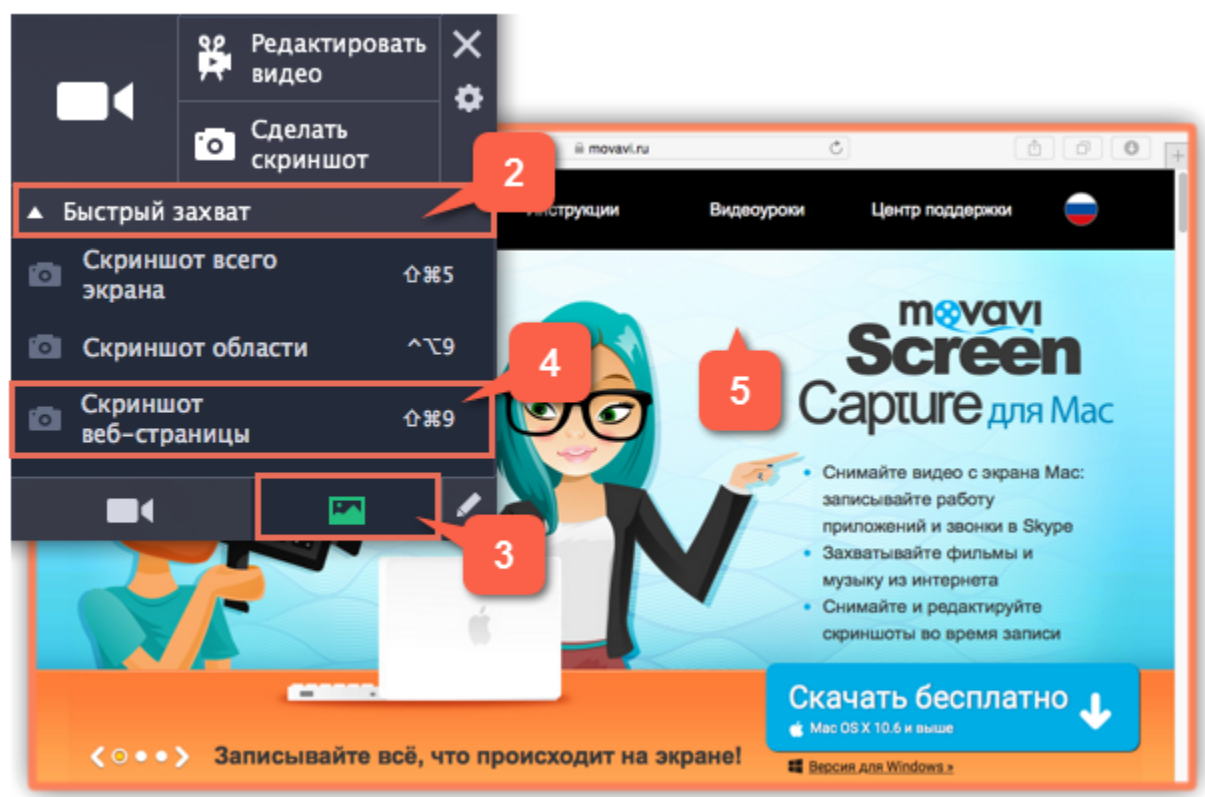 Редактировать
видео
Сделать
скриншот
2
Быстрый захват
Скриншот всего
экрана
⇧⌘5
Скриншот области
^⌥9
4
Скриншот
веб-страницы
⇧⌘9
3
movavi.ru
Инструкции
Видеоуроки
Центр поддержки
5
movavi
Screen
Capture для Mac
• Снимайте видео с экрана Mac:
записывайте работу
приложений и звонки в Skype
• Захватывайте фильмы и
музыку из интернета
• Снимайте и редактируйте
скриншоты во время записи
Скачать бесплатно
Mac OS X 10.6 и выше
Версия для Windows »
Записывайте всё, что происходит на экране!